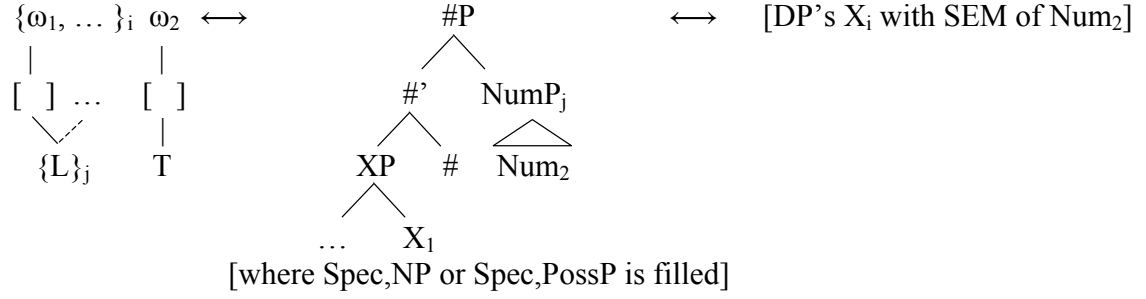 {ω₁, … }ᵢ ω₂ ⟷ #P ⟷ [DP’s Xᵢ with SEM of Num₂]
[ ] … [ ] #’ NumPⱼ
{L}ⱼ T XP # Num₂
… X₁
[where Spec,NP or Spec,PossP is filled]